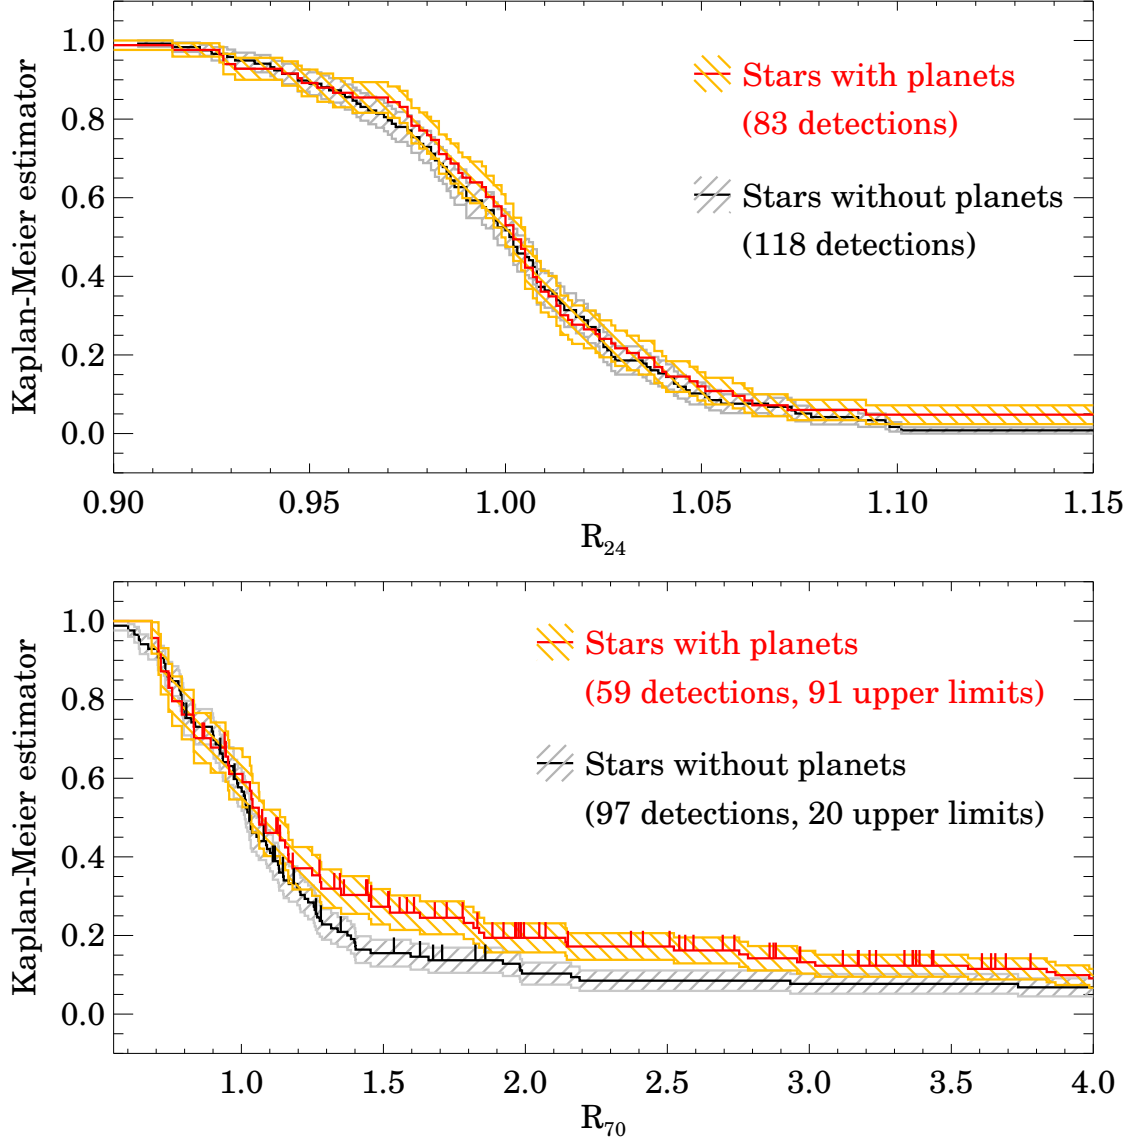 Kaplan-Meier estimator
1.0
0.8
0.6
0.4
0.2
0.0
Stars with planets
(83 detections)
Stars without planets
(118 detections)
0.90 0.95 1.00 1.05 1.10 1.15
R24
Kaplan-Meier estimator
1.0
0.8
0.6
0.4
0.2
0.0
Stars with planets
(59 detections, 91 upper limits)
Stars without planets
(97 detections, 20 upper limits)
1.0 1.5 2.0 2.5 3.0 3.5 4.0
R70